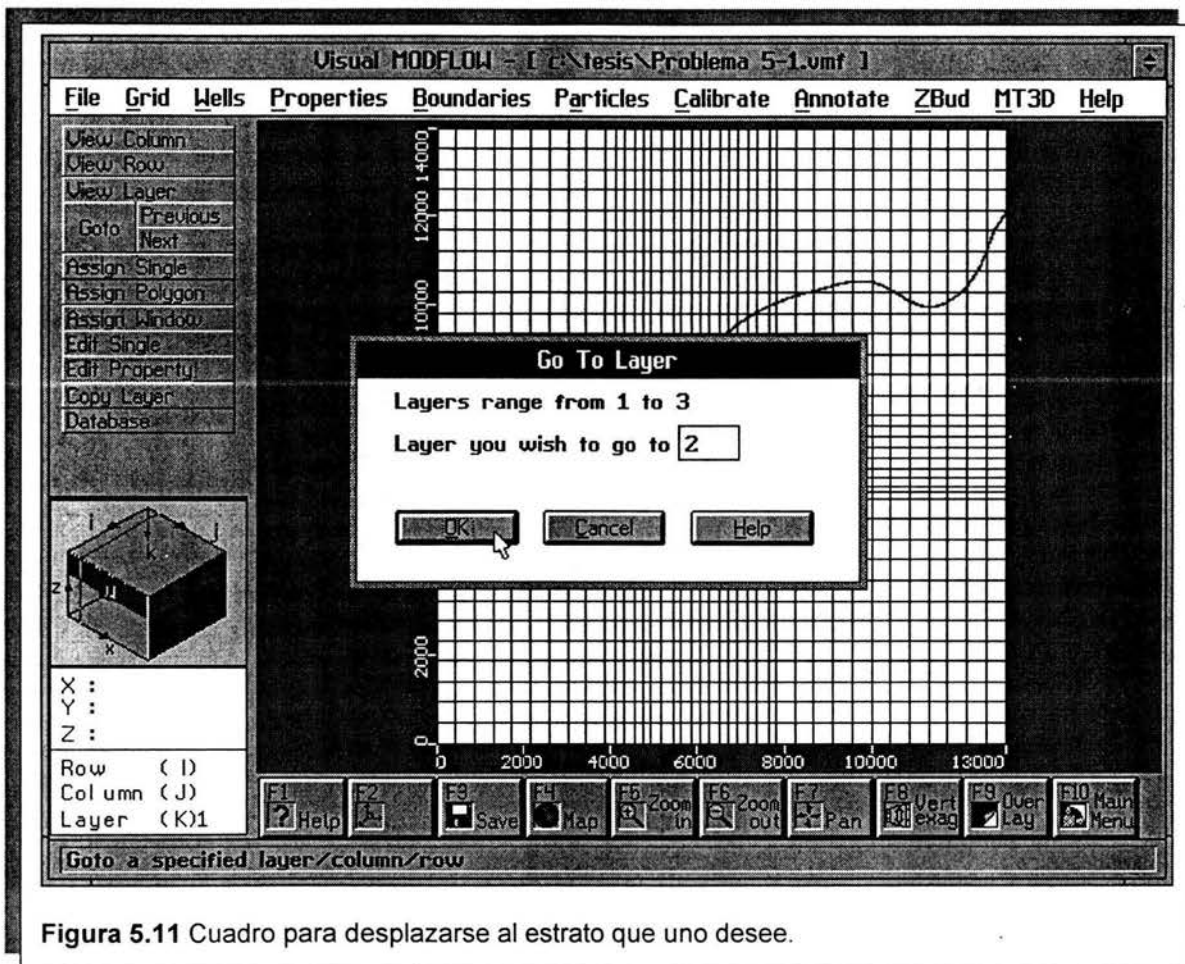 Visual MODFLOW - [ c:\tesis\Problema 5-1.vmf ]
File Grid Wells Properties Boundaries Particles Calibrate Annotate ZBud MT3D Help
View Column
View Row
View Layer
Goto
Previous
Next
Assign Single
Assign Polygon
Assign Window
Edit Single
Edit Property
Copy Layer
Database
14000
12000
10000
2000
0
Go To Layer
Layers range from 1 to 3
Layer you wish to go to 2
OK Cancel Help
i j
k
z
x
X :
Y :
Z :
Row ( I)
Column (J)
Layer (K)1
0 2000 4000 6000 8000 10000 13000
F1 ? Help
F2
F3 Save
F4 Map
F5 Zoom in
F6 Zoom out
F7 Pan
F8 Vert exag
F9 Over Lay
F10 Main Menu
Goto a specified layer/column/row
Figura 5.11 Cuadro para desplazarse al estrato que uno desee.